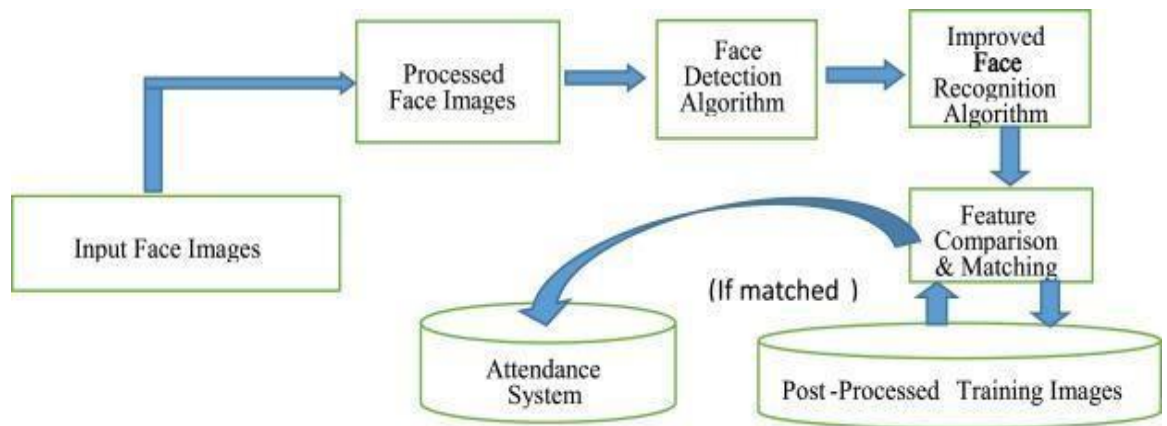 Input Face Images
Processed
Face Images
Face
Detection
Algorithm
Improved
Face
Recognition
Algorithm
Feature
Comparison
& Matching
(If matched )
Attendance
System
Post -Processed Training Images